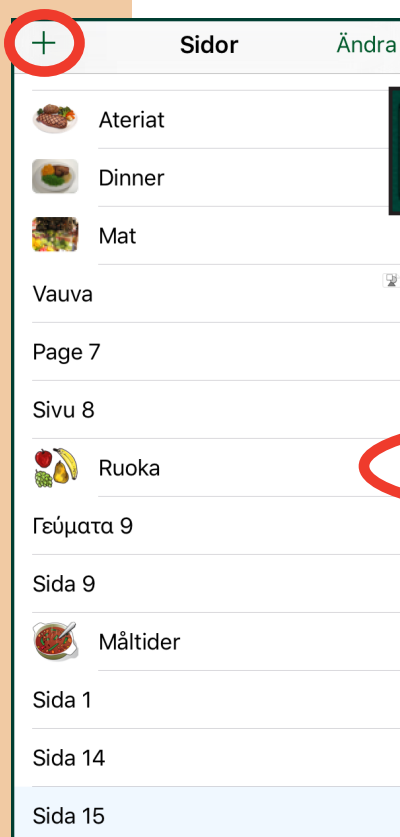 + Sidor Ändra
Ateriat
Dinner
Mat
Vauva
Page 7
Sivu 8
Ruoka
Γεύματα 9
Sida 9
Måltider
Sida 1
Sida 14
Sida 15